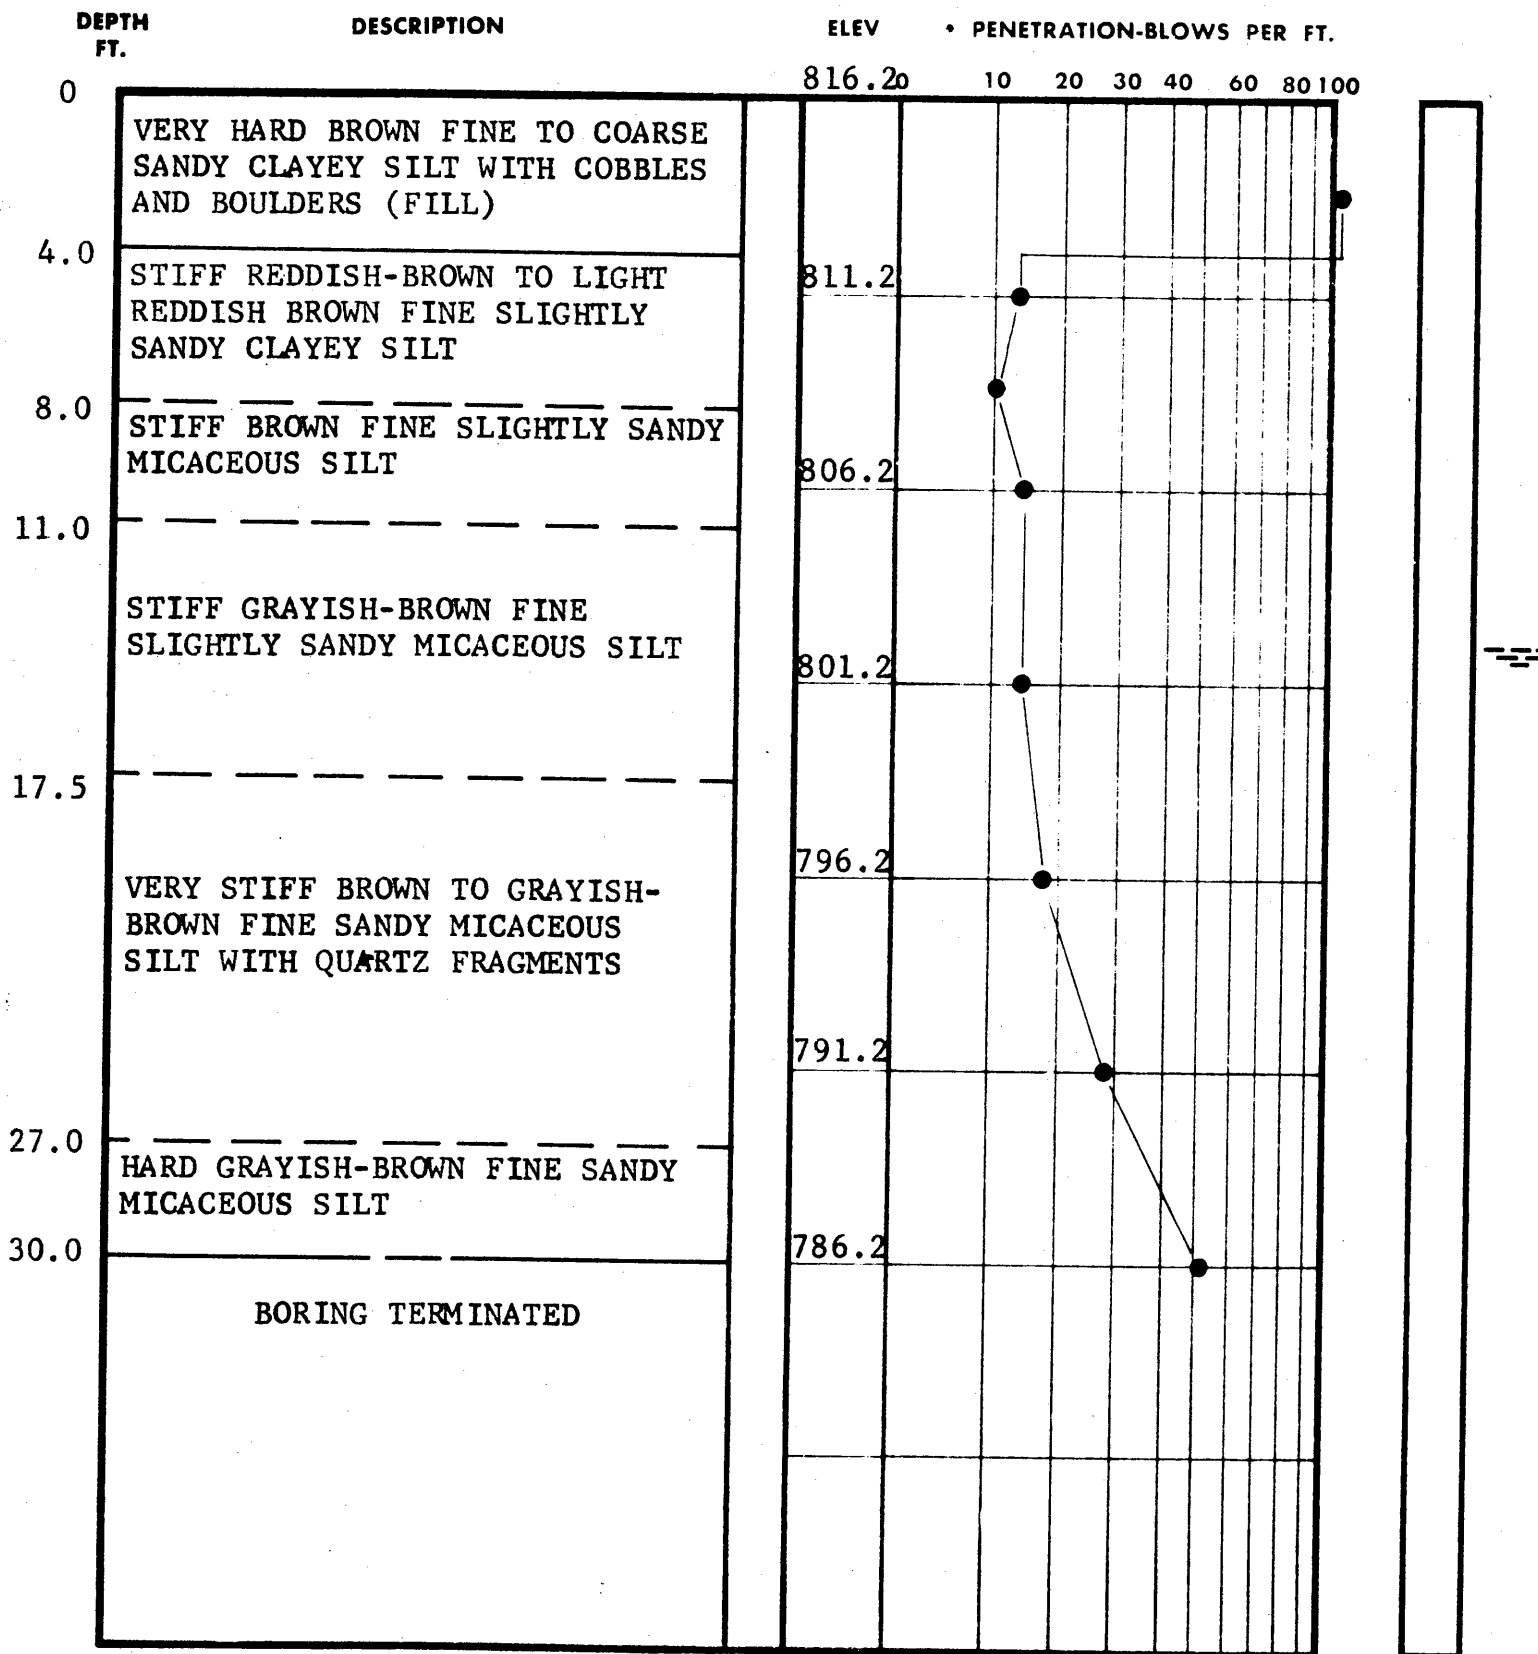 DEPTH FT. DESCRIPTION ELEV • PENETRATION-BLOWS PER FT.
0 816.2 0 10 20 30 40 60 80 100
VERY HARD BROWN FINE TO COARSE
SANDY CLAYEY SILT WITH COBBLES
AND BOULDERS (FILL)
4.0
STIFF REDDISH-BROWN TO LIGHT
811.2
REDDISH BROWN FINE SLIGHTLY
SANDY CLAYEY SILT
8.0
STIFF BROWN FINE SLIGHTLY SANDY
MICACEOUS SILT
806.2
11.0
STIFF GRAYISH-BROWN FINE
SLIGHTLY SANDY MICACEOUS SILT
801.2
17.5
796.2
VERY STIFF BROWN TO GRAYISH-
BROWN FINE SANDY MICACEOUS
SILT WITH QUARTZ FRAGMENTS
791.2
27.0
HARD GRAYISH-BROWN FINE SANDY
MICACEOUS SILT
30.0 786.2
BORING TERMINATED